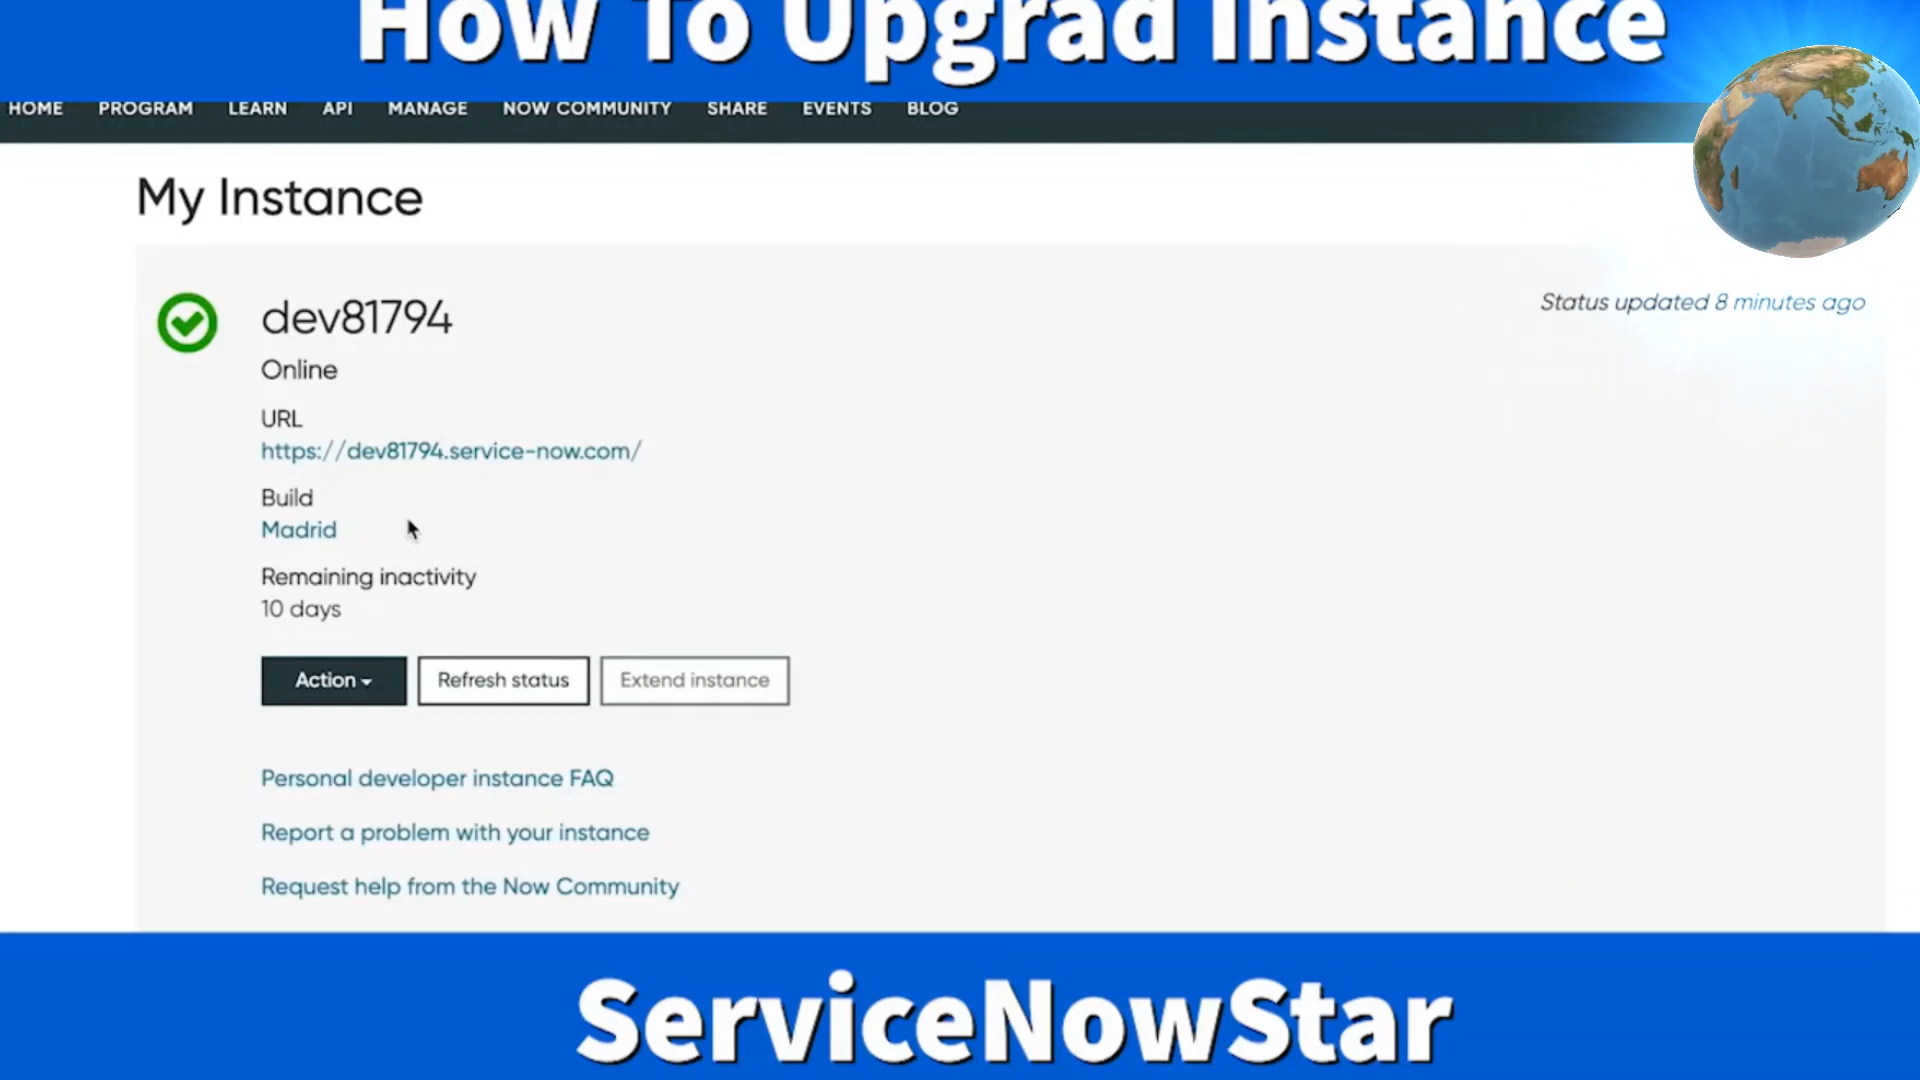 How To Upgrad Instance
HOME PROGRAM LEARN API MANAGE NOW COMMUNITY SHARE EVENTS BLOG
My Instance
dev81794
Status updated 8 minutes ago
Online
URL
https://dev81794.service-now.com/
Build
Madrid
Remaining inactivity
10 days
Action Refresh status Extend instance
Personal developer instance FAQ
Report a problem with your instance
Request help from the Now Community
ServiceNowStar